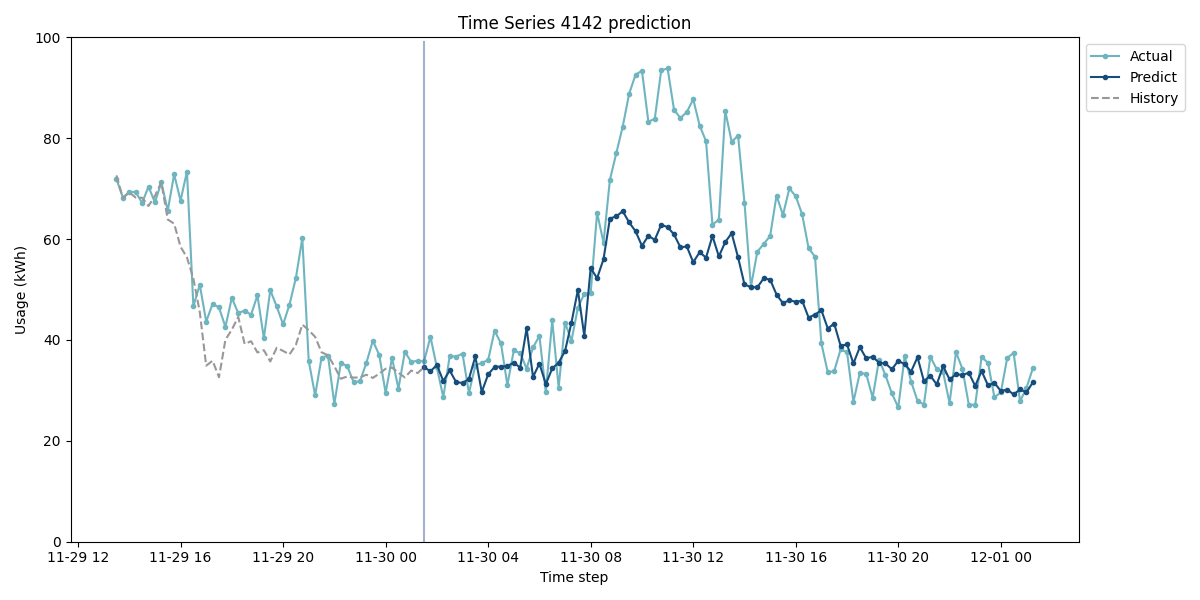 Time Series 4142 prediction
Usage (kWh)
100
80
60
40
20
0
11-29 12
11-29 16
11-29 20
11-30 00
11-30 04
11-30 08
11-30 12
11-30 16
11-30 20
12-01 00
Time step
Actual
Predict
History